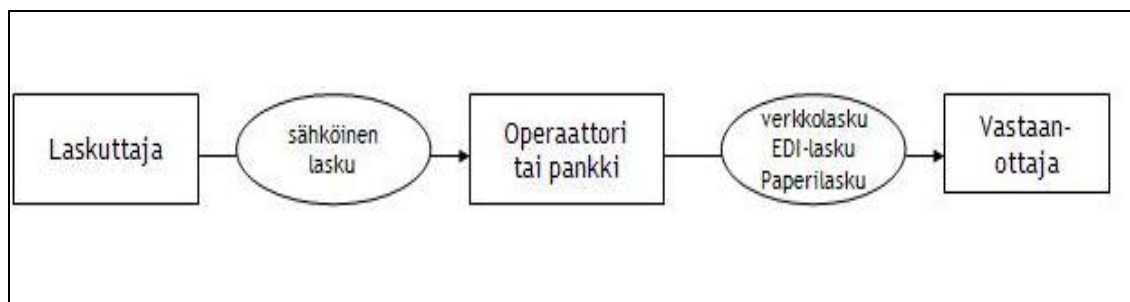 Laskuttaja
sähköinen
lasku
Operaattori
tai pankki
verkkolasku
EDI-lasku
Paperilasku
Vastaan-
ottaja